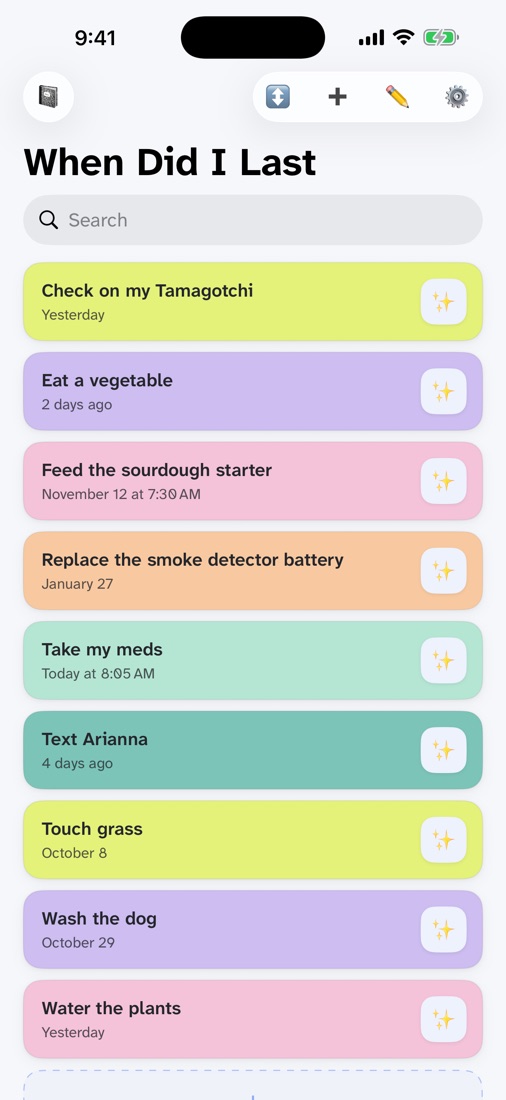 9:41
When Did I Last
Search
Check on my Tamagotchi
Yesterday
Eat a vegetable
2 days ago
Feed the sourdough starter
November 12 at 7:30 AM
Replace the smoke detector battery
January 27
Take my meds
Today at 8:05 AM
Text Arianna
4 days ago
Touch grass
October 8
Wash the dog
October 29
Water the plants
Yesterday